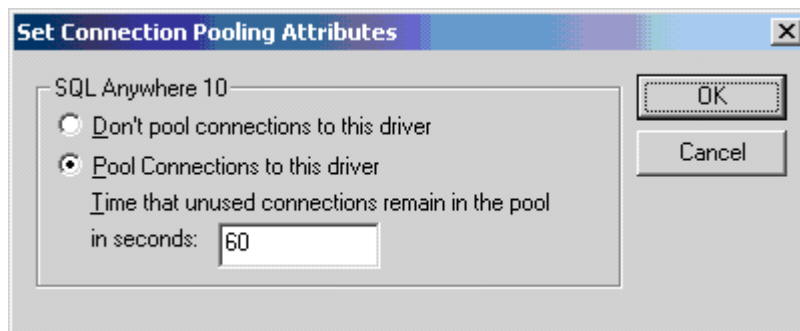 Set Connection Pooling Attributes
SQL Anywhere 10
Don't pool connections to this driver
Pool Connections to this driver
Time that unused connections remain in the pool
in seconds: 60
OK
Cancel